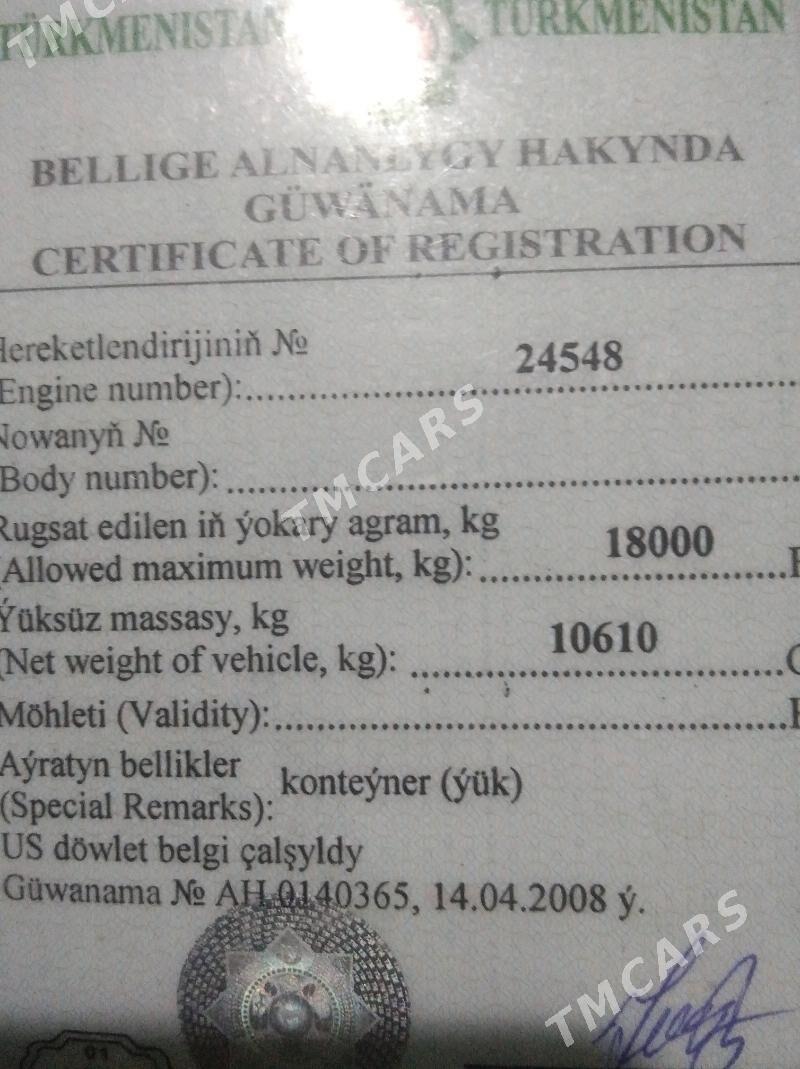 TÜRKMENISTAN TÜRKMENISTAN
BELLIGE ALNANLYGY HAKYNDA
GÜWÄNAMA
CERTIFICATE OF REGISTRATION
Hereketlendirijiniň №
(Engine number):
24548
Nowanyň №
(Body number):
Rugsat edilen iň ýokary agram, kg
(Allowed maximum weight, kg):
18000
Ýüksüz massasy, kg
(Net weight of vehicle, kg):
10610
Möhleti (Validity):
Aýratyn bellikler
(Special Remarks):
konteýner (ýük)
US döwlet belgi çalşyldy
Güwanama № AH 0140365, 14.04.2008 ý.
01
TMCARS
TMCARS
TMCARS